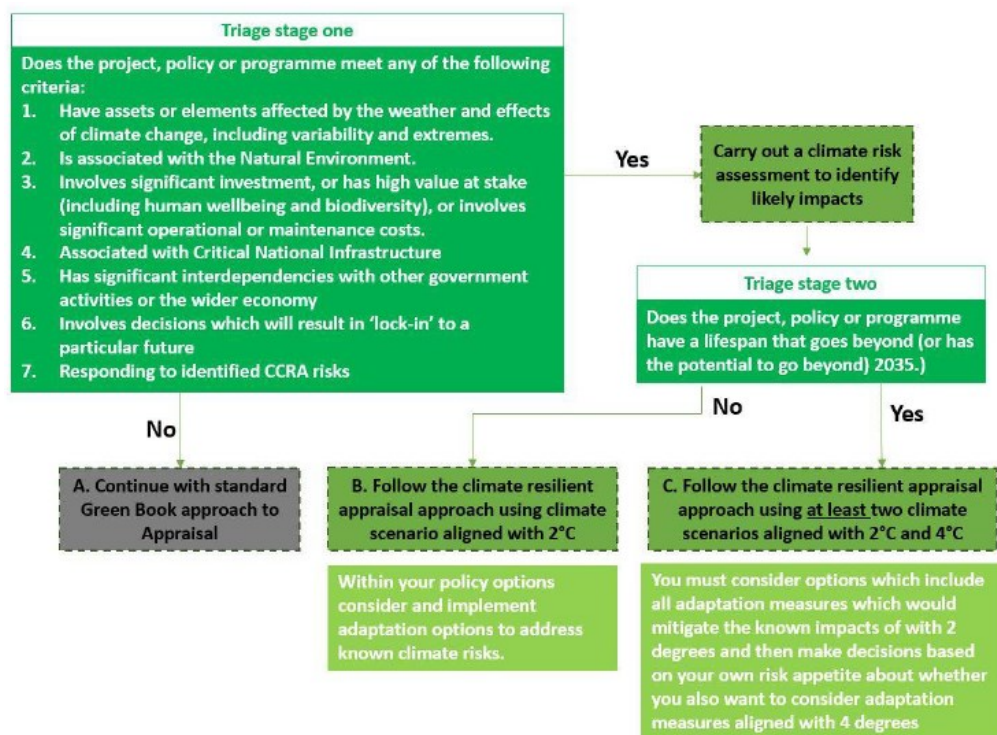 Triage stage one
Does the project, policy or programme meet any of the following
criteria:
1. Have assets or elements affected by the weather and effects
of climate change, including variability and extremes.
2. Is associated with the Natural Environment.
3. Involves significant investment, or has high value at stake
(including human wellbeing and biodiversity), or involves
significant operational or maintenance costs.
4. Associated with Critical National Infrastructure
5. Has significant interdependencies with other government
activities or the wider economy
6. Involves decisions which will result in ‘lock-in’ to a
particular future
7. Responding to identified CCRA risks
Yes
Carry out a climate risk
assessment to identify
likely impacts
Triage stage two
Does the project, policy or programme
have a lifespan that goes beyond (or has
the potential to go beyond) 2035.)
No
No
Yes
A. Continue with standard
Green Book approach to
Appraisal
B. Follow the climate resilient
appraisal approach using climate
scenario aligned with 2°C
C. Follow the climate resilient appraisal
approach using at least two climate
scenarios aligned with 2°C and 4°C
Within your policy options
consider and implement
adaptation options to address
known climate risks.
You must consider options which include
all adaptation measures which would
mitigate the known impacts of with 2
degrees and then make decisions based
on your own risk appetite about whether
you also want to consider adaptation
measures aligned with 4 degrees